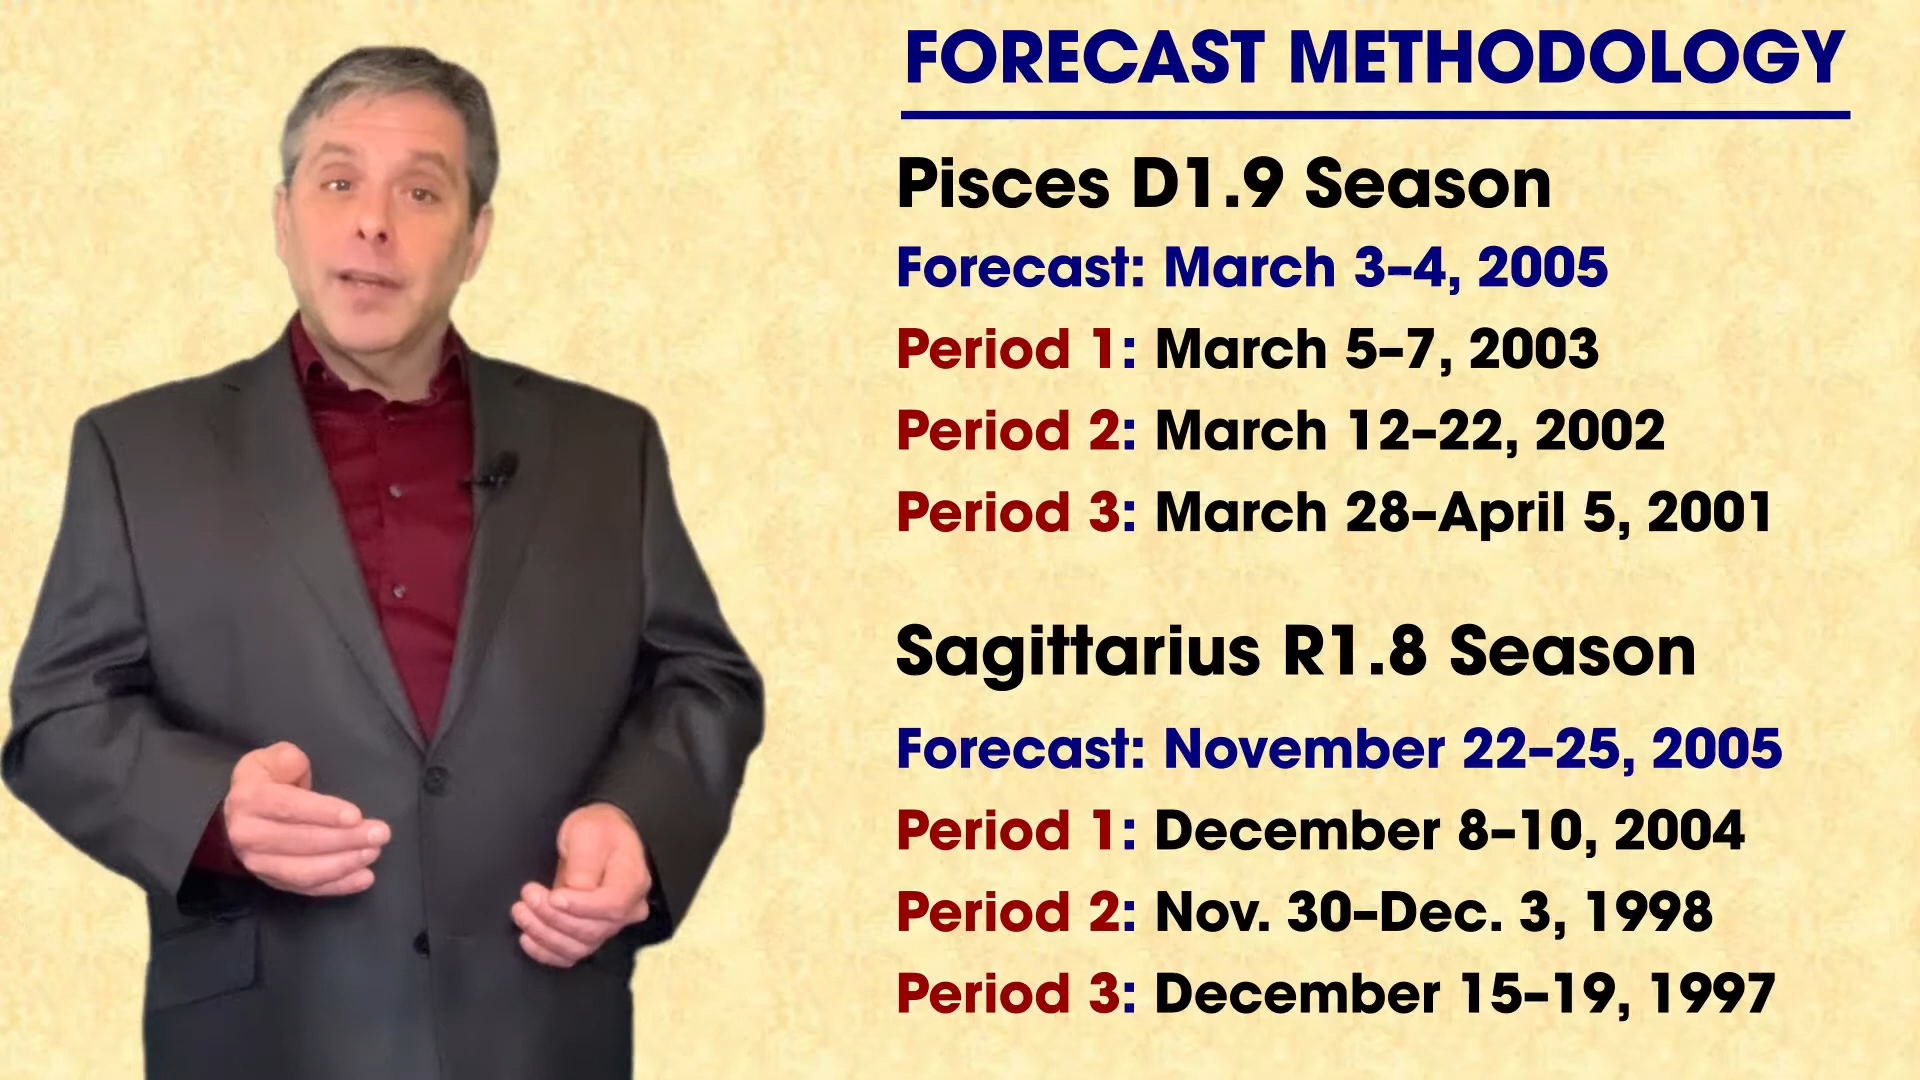 FORECAST METHODOLOGY
Pisces D1.9 Season
Forecast: March 3–4, 2005
Period 1: March 5–7, 2003
Period 2: March 12–22, 2002
Period 3: March 28–April 5, 2001
Sagittarius R1.8 Season
Forecast: November 22–25, 2005
Period 1: December 8–10, 2004
Period 2: Nov. 30–Dec. 3, 1998
Period 3: December 15–19, 1997